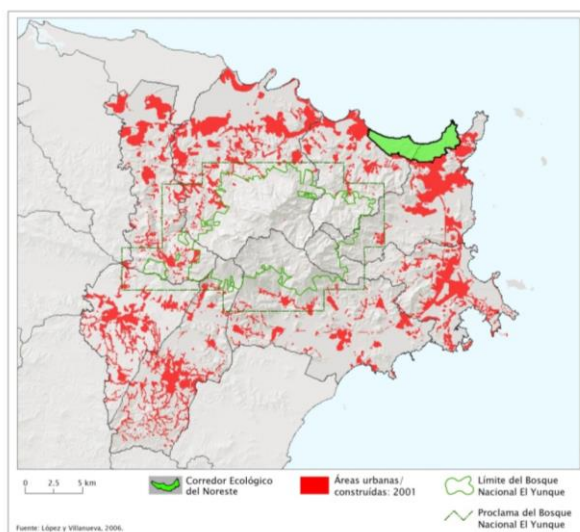 0 2.5 5 km
Corredor Ecológico
del Noreste
Áreas urbanas/
construídas: 2001
Límite del Bosque
Nacional El Yunque
Proclama del Bosque
Nacional El Yunque
Fuente: López y Villanueva, 2006.